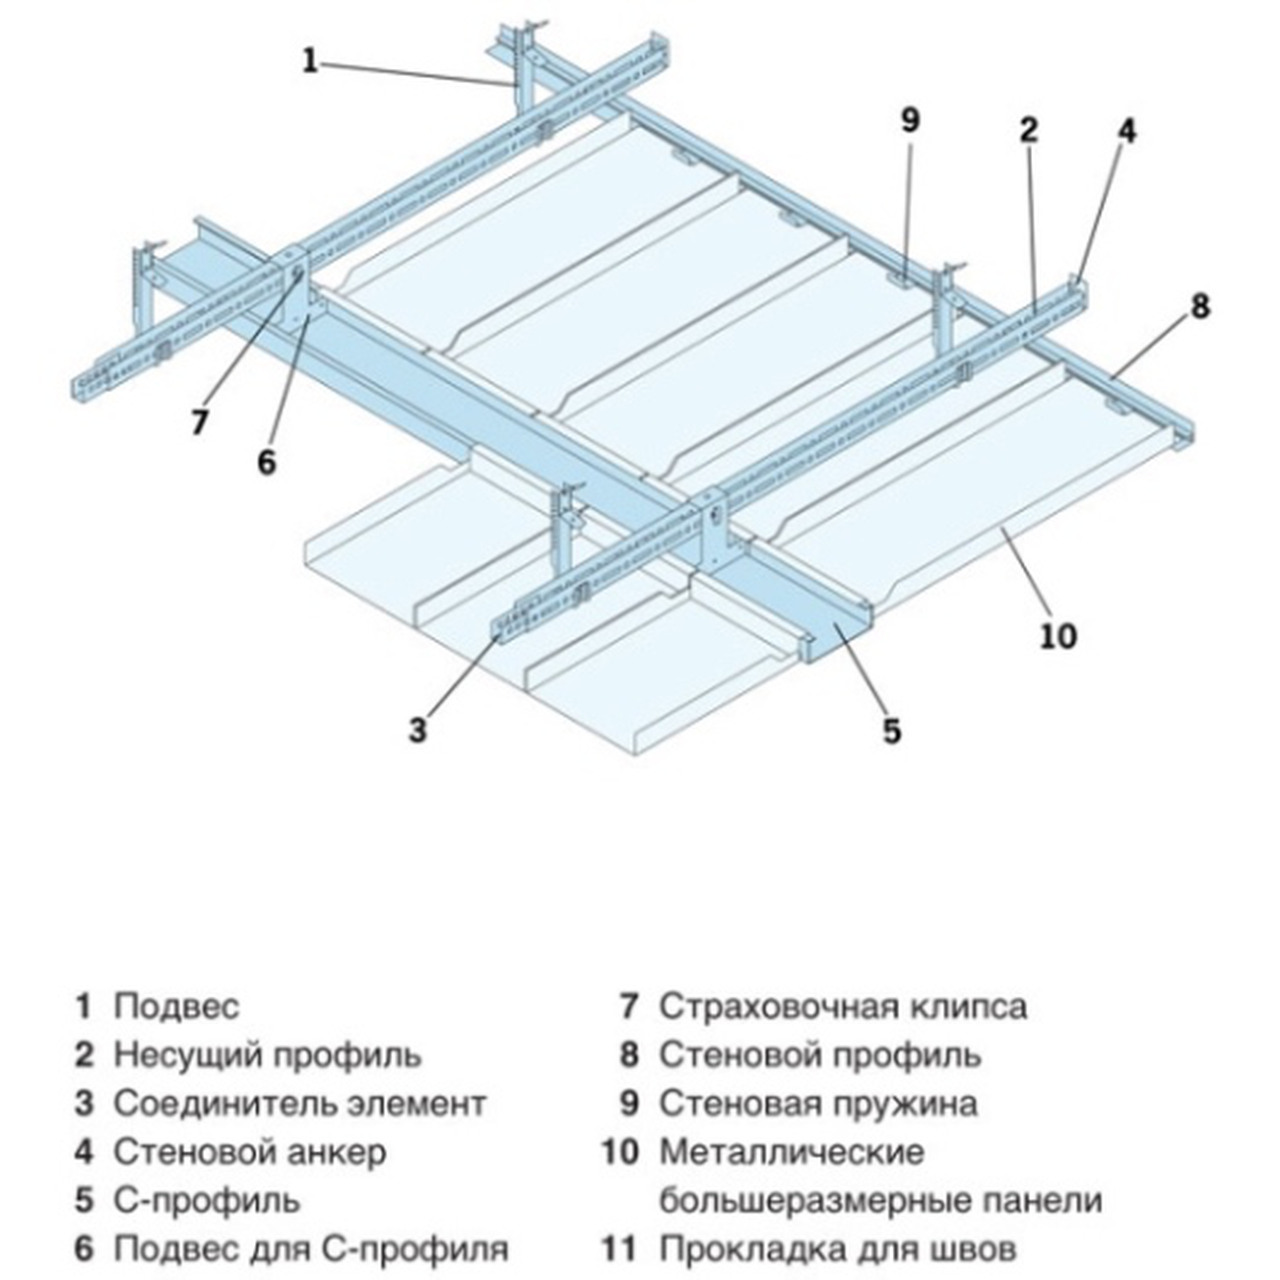 1
9
2
4
8
7
6
10
3
5
1 Подвес
2 Несущий профиль
3 Соединитель элемент
4 Стеновой анкер
5 С-профиль
6 Подвес для С-профиля
7 Страховочная клипса
8 Стеновой профиль
9 Стеновая пружина
10 Металлические
большеразмерные панели
11 Прокладка для швов